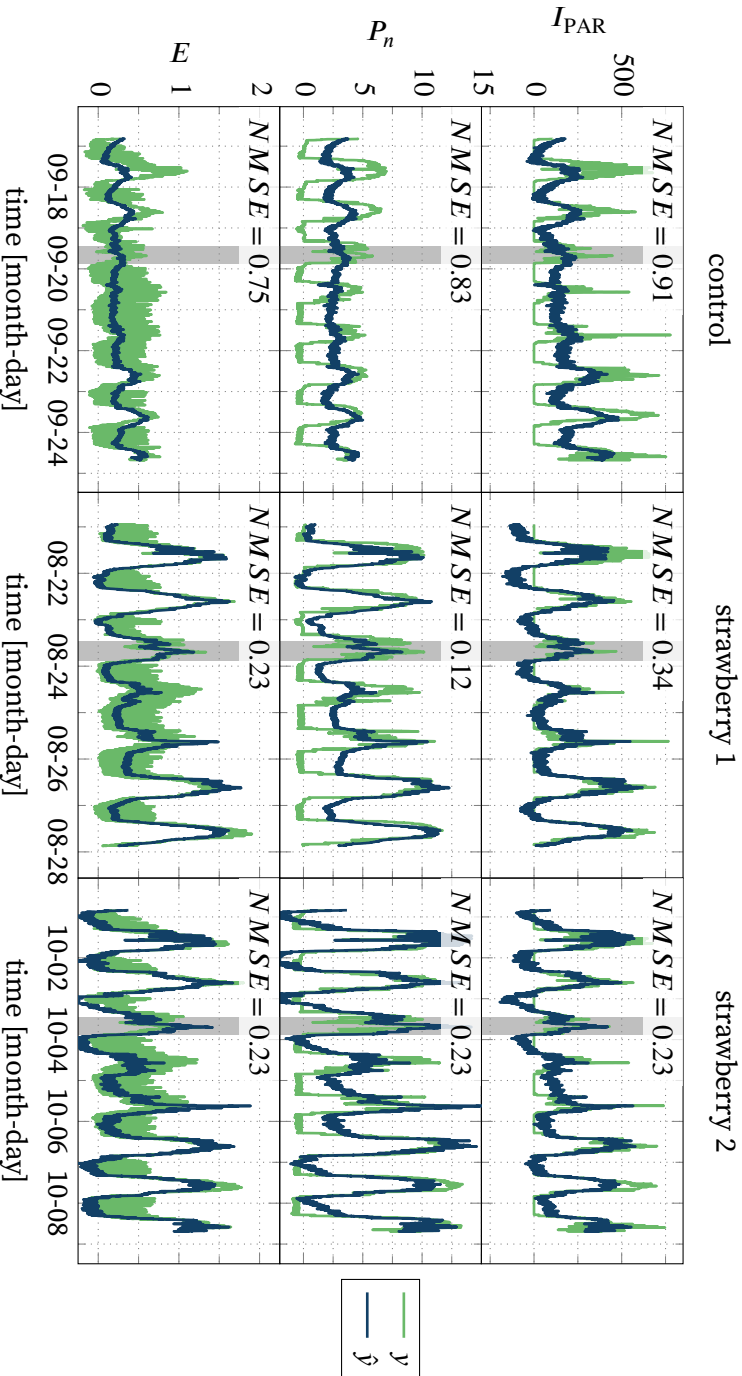 control
strawberry 1
strawberry 2
I_PAR
500
0
NMSE = 0.91
NMSE = 0.34
NMSE = 0.23
P_n
15
10
5
0
NMSE = 0.83
NMSE = 0.12
NMSE = 0.23
E
2
1
0
NMSE = 0.75
NMSE = 0.23
NMSE = 0.23
09-18
09-20
09-22
09-24
08-22
08-24
08-26
08-28
10-02
10-04
10-06
10-08
time [month-day]
time [month-day]
time [month-day]
y
ŷ